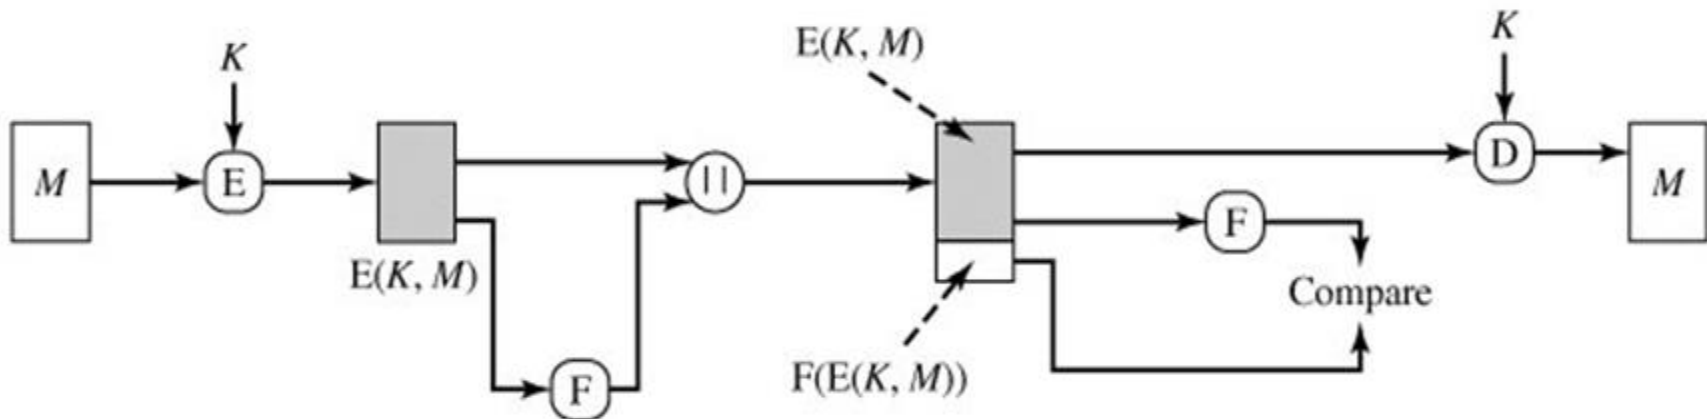 K
M
E
E(K, M)
F
||
E(K, M)
F(E(K, M))
F
Compare
K
D
M